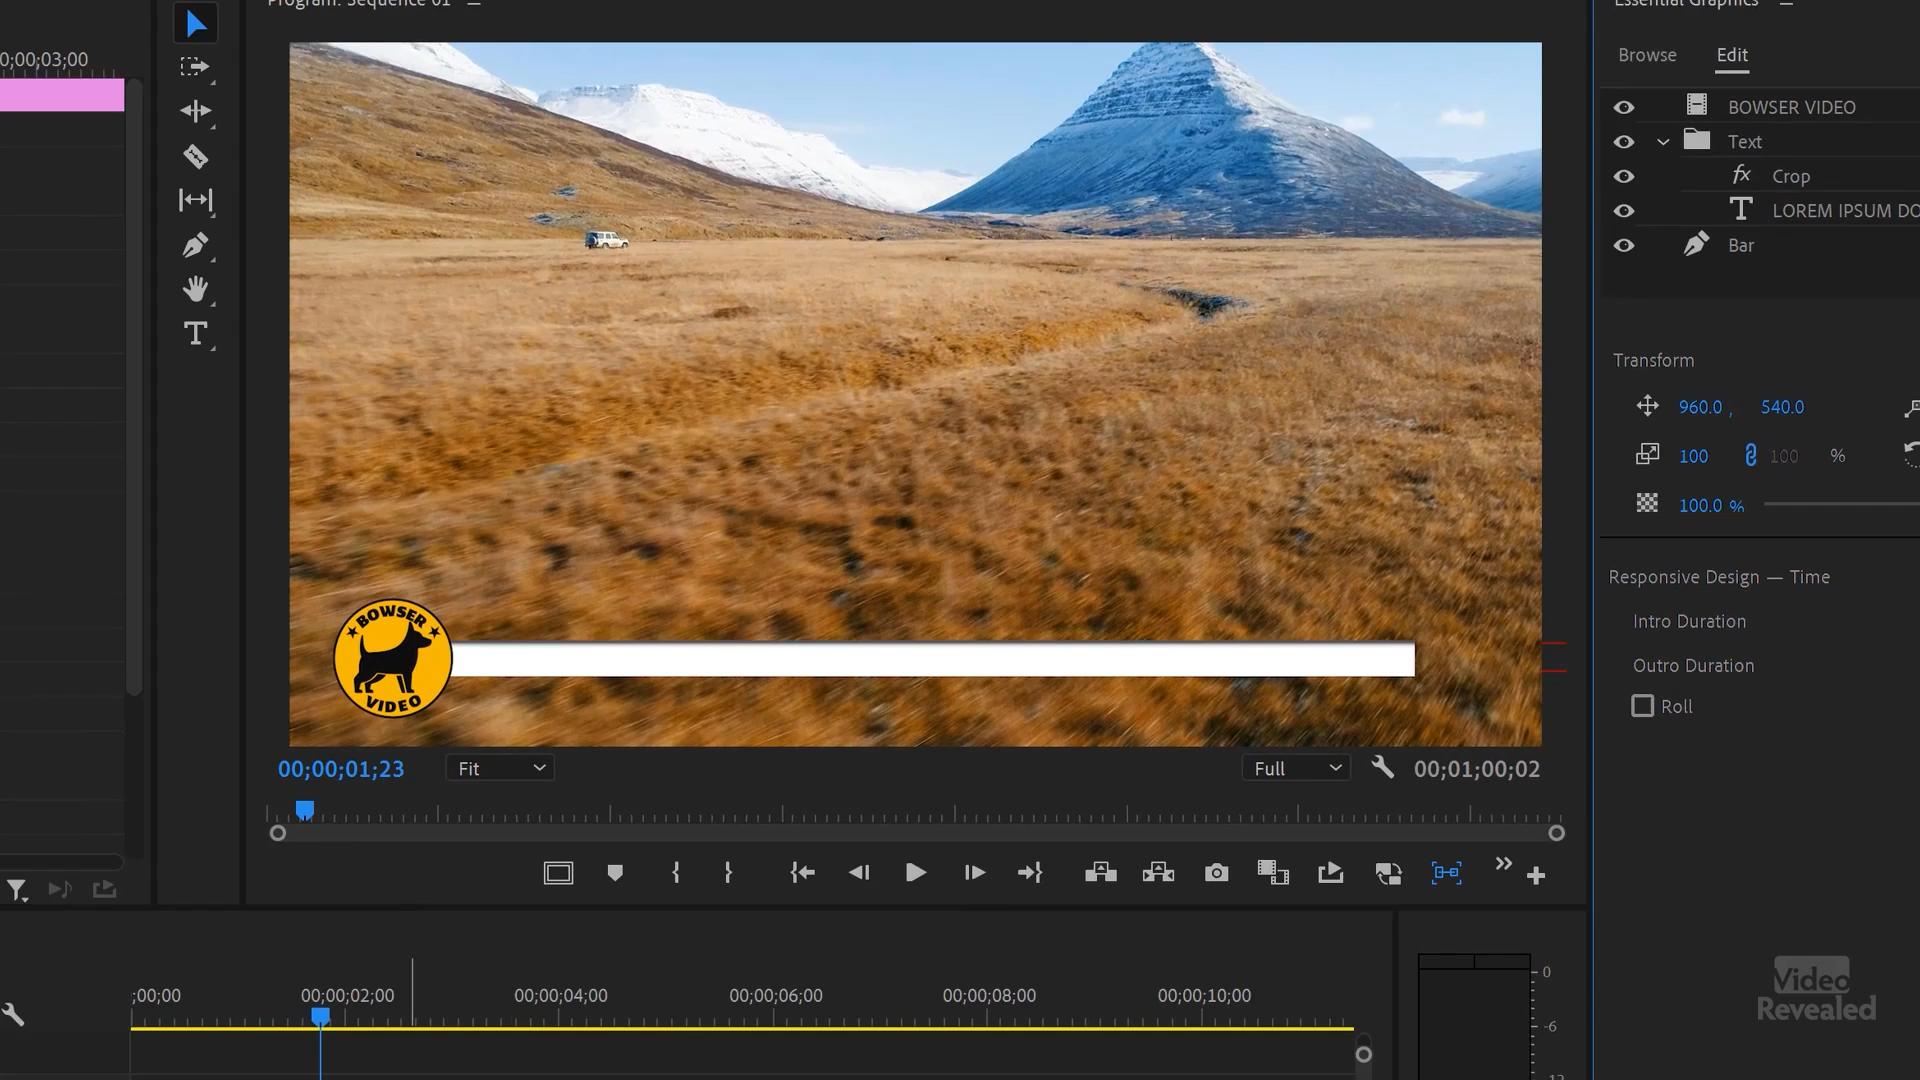 Program: Sequence 01
Essential Graphics
0;00;03;00
Browse
Edit
BOWSER VIDEO
Text
fx
Crop
LOREM IPSUM DO
Bar
Transform
960.0 , 540.0
100 100 %
100.0 %
Responsive Design — Time
Intro Duration
Outro Duration
Roll
BOWSER
VIDEO
00;00;01;23
Fit
Full
00;01;00;02
;00;00
00;00;02;00
00;00;04;00
00;00;06;00
00;00;08;00
00;00;10;00
0
-6
-12
Video
Revealed